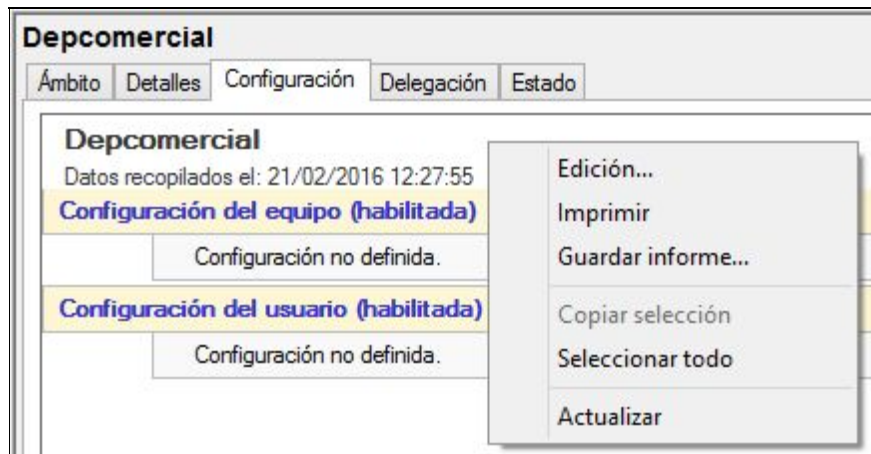 Depcomercial
Ámbito Detalles Configuración Delegación Estado
Depcomercial
Datos recopilados el: 21/02/2016 12:27:55
Configuración del equipo (habilitada)
Configuración no definida.
Configuración del usuario (habilitada)
Configuración no definida.
Edición...
Imprimir
Guardar informe...
Copiar selección
Seleccionar todo
Actualizar